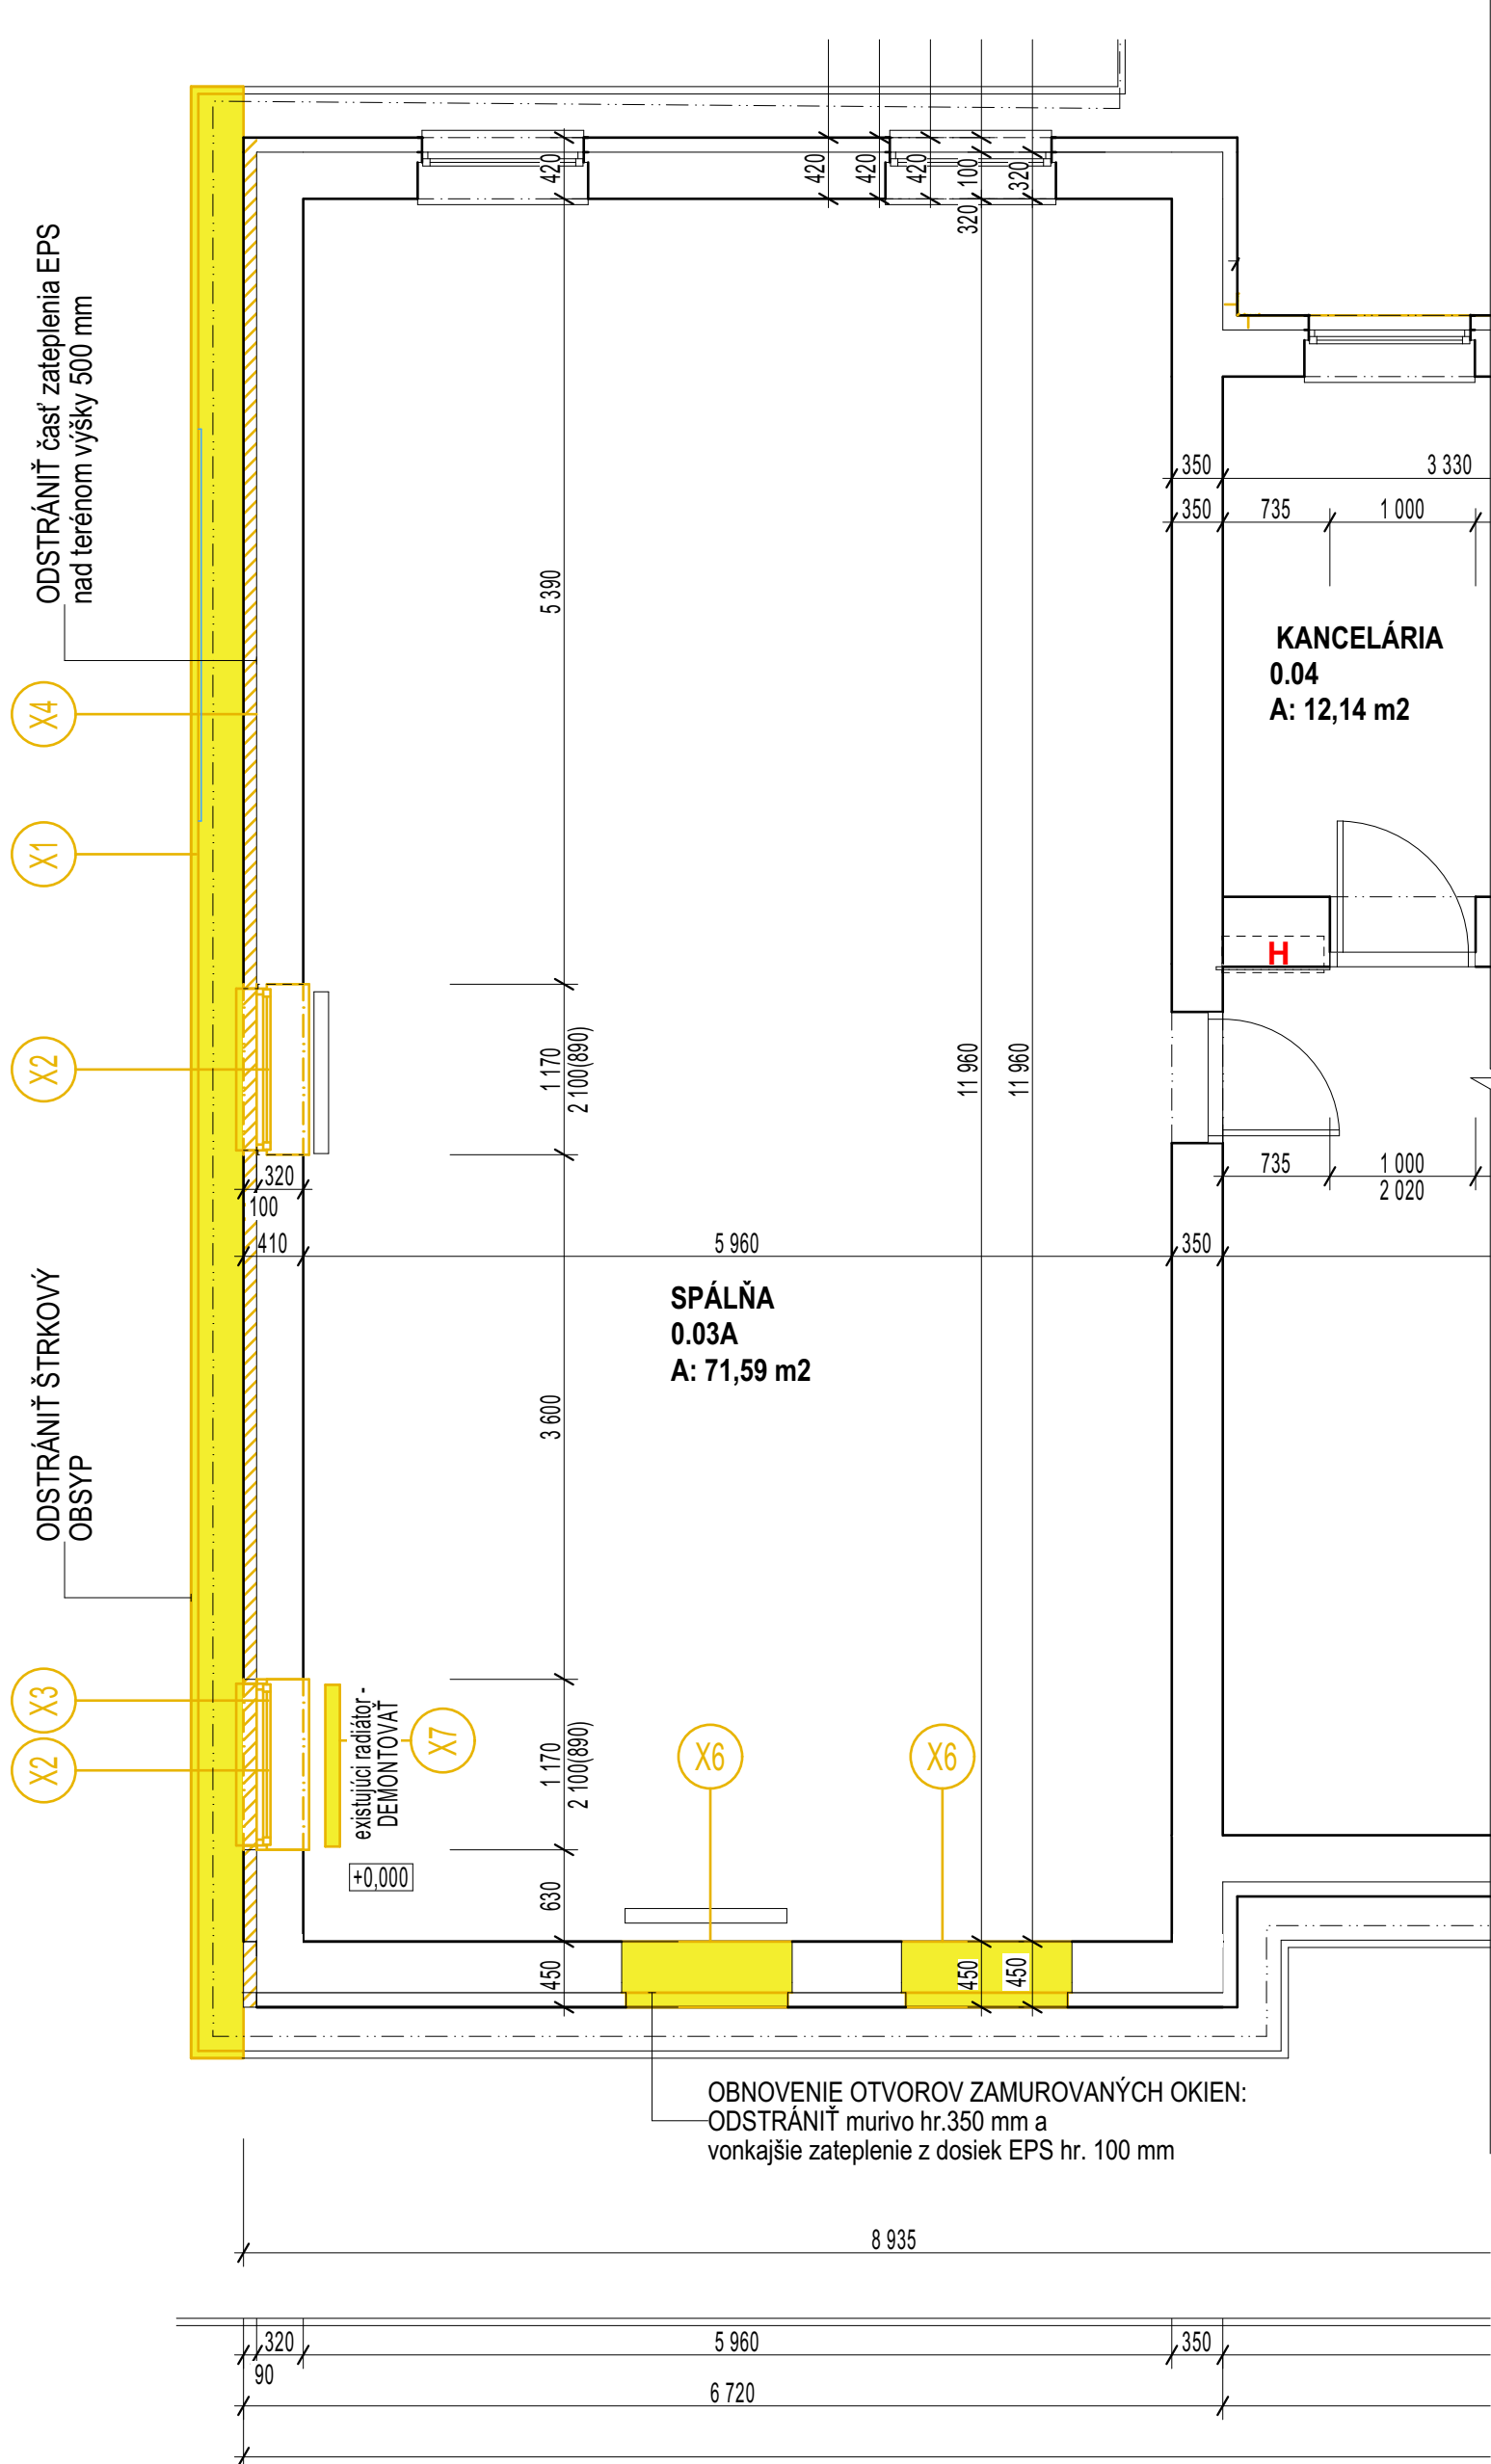 420
420
420
420
100
320
320
ODSTRÁNIŤ časť zateplenia EPS
nad terénom výšky 500 mm
350
3 330
350
735
1 000
5 390
KANCELÁRIA
0.04
A: 12,14 m2
X4
X1
H
X2
1 170
2 100(890)
11 960
11 960
320
100
410
5 960
350
735
1 000
2 020
SPÁLŇA
0.03A
A: 71,59 m2
ODSTRÁNIŤ ŠTRKOVÝ
OBSYP
3 600
X3
X2
existujúci radiátor -
DEMONTOVAŤ
X7
1 170
2 100(890)
X6
X6
+0,000
630
450
450
450
OBNOVENIE OTVOROV ZAMUROVANÝCH OKIEN:
ODSTRÁNIŤ murivo hr.350 mm a
vonkajšie zateplenie z dosiek EPS hr. 100 mm
8 935
320
5 960
350
90
6 720